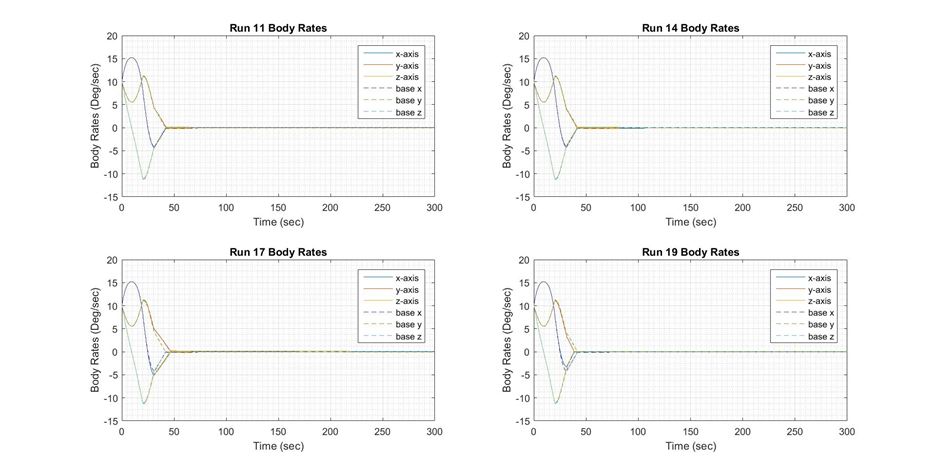 Run 11 Body Rates
20
15
10
5
0
-5
-10
-15
Body Rates (Deg/sec)
0 50 100 150 200 250 300
Time (sec)
x-axis
y-axis
z-axis
base x
base y
base z
Run 14 Body Rates
20
15
10
5
0
-5
-10
-15
Body Rates (Deg/sec)
0 50 100 150 200 250 300
Time (sec)
x-axis
y-axis
z-axis
base x
base y
base z
Run 17 Body Rates
20
15
10
5
0
-5
-10
-15
Body Rates (Deg/sec)
0 50 100 150 200 250 300
Time (sec)
x-axis
y-axis
z-axis
base x
base y
base z
Run 19 Body Rates
20
15
10
5
0
-5
-10
-15
Body Rates (Deg/sec)
0 50 100 150 200 250 300
Time (sec)
x-axis
y-axis
z-axis
base x
base y
base z